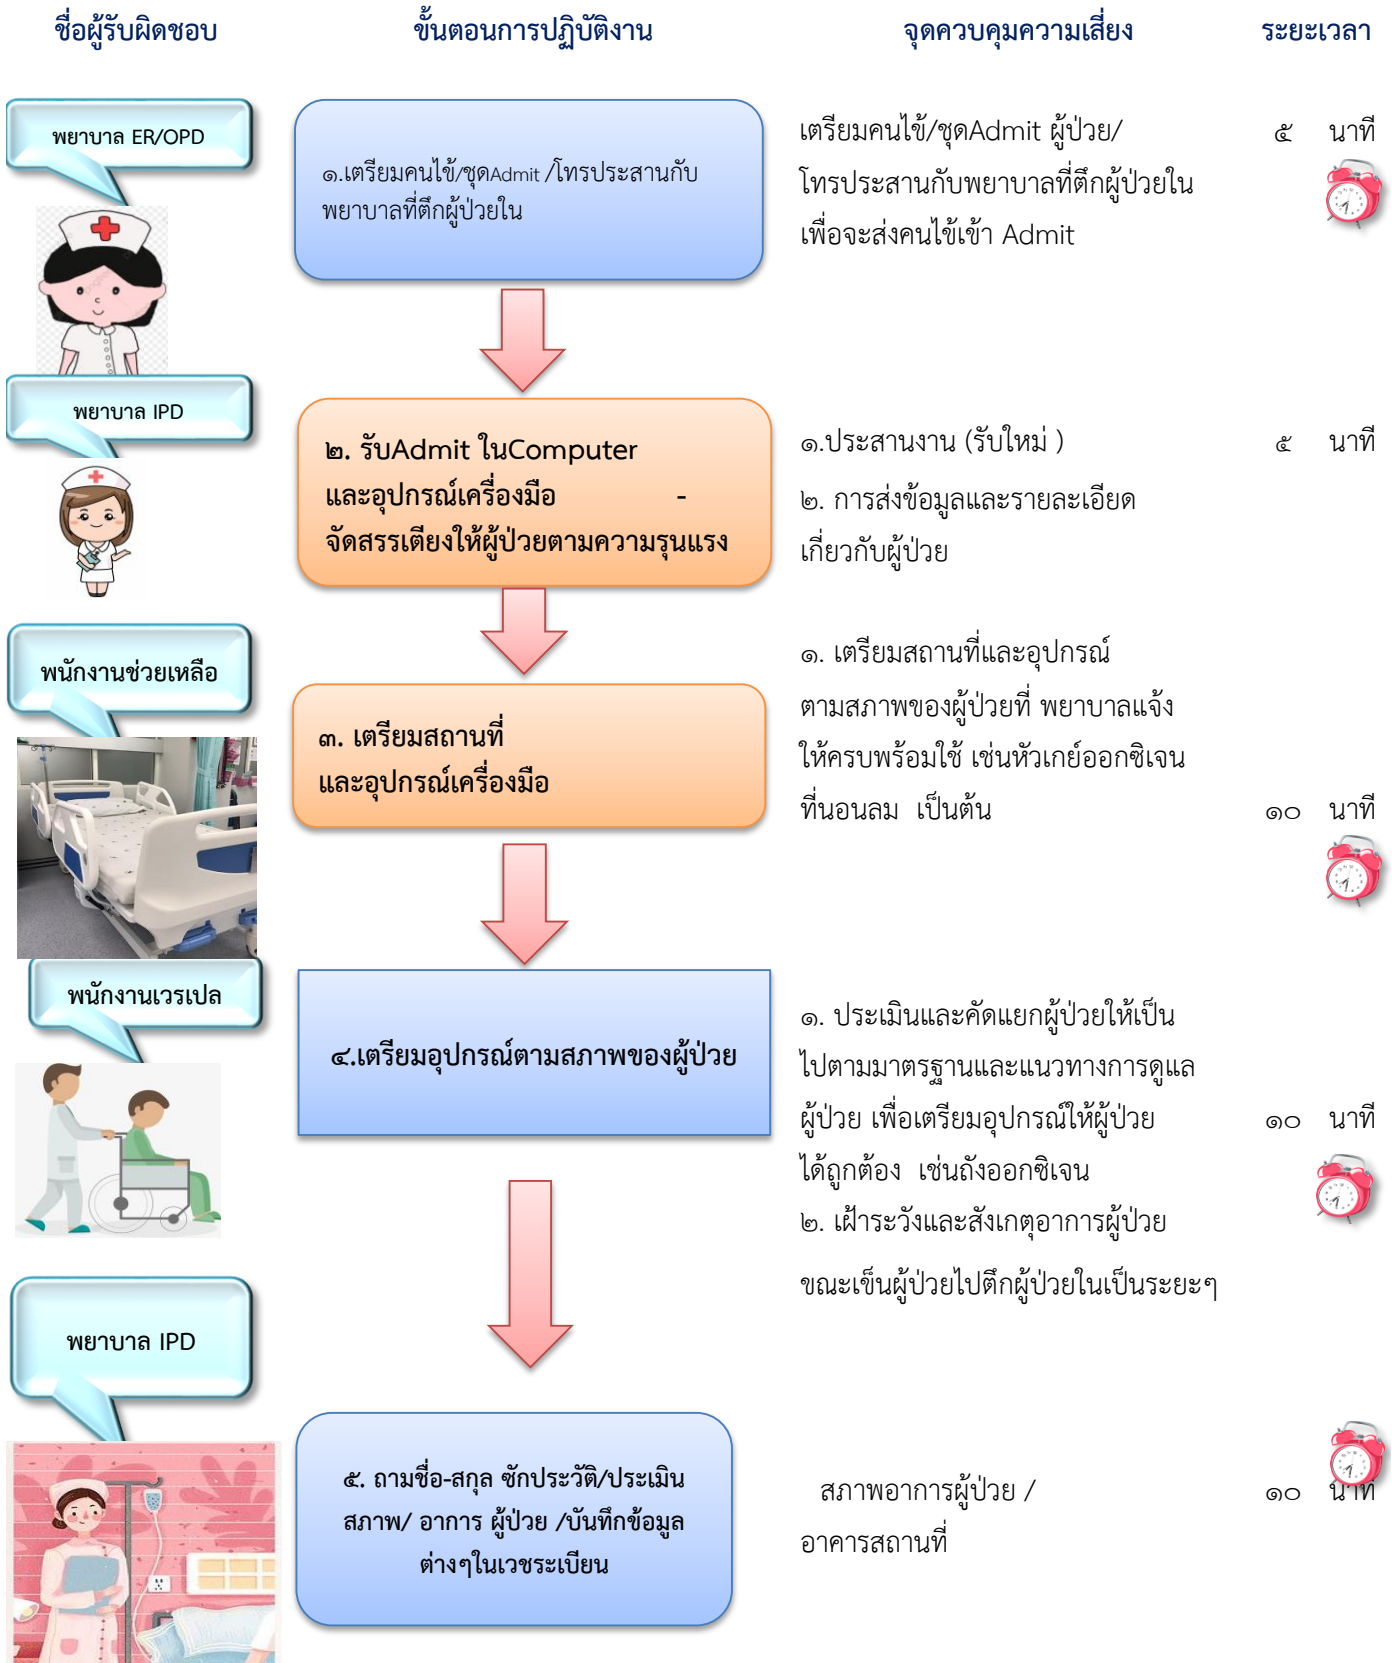 ชื่อผู้รับผิดชอบ ขั้นตอนการปฏิบัติงาน จุดควบคุมความเสี่ยง ระยะเวลา
พยาบาล ER/OPD
๑.เตรียมคนไข้/ชุดAdmit /โทรประสานกับ
พยาบาลที่ตึกผู้ป่วยใน
เตรียมคนไข้/ชุดAdmit ผู้ป่วย/
โทรประสานกับพยาบาลที่ตึกผู้ป่วยใน
เพื่อจะส่งคนไข้เข้า Admit
๕ นาที
พยาบาล IPD
๒. รับAdmit ในComputer
และอุปกรณ์เครื่องมือ -
จัดสรรเตียงให้ผู้ป่วยตามความรุนแรง
๑.ประสานงาน (รับใหม่ )
๒. การส่งข้อมูลและรายละเอียด
เกี่ยวกับผู้ป่วย
๕ นาที
พนักงานช่วยเหลือ
๓. เตรียมสถานที่
และอุปกรณ์เครื่องมือ
๑. เตรียมสถานที่และอุปกรณ์
ตามสภาพของผู้ป่วยที่ พยาบาลแจ้ง
ให้ครบพร้อมใช้ เช่นหัวเกย์ออกซิเจน
ที่นอนลม เป็นต้น
๑๐ นาที
พนักงานเวรเปล
๔.เตรียมอุปกรณ์ตามสภาพของผู้ป่วย
๑. ประเมินและคัดแยกผู้ป่วยให้เป็น
ไปตามมาตรฐานและแนวทางการดูแล
ผู้ป่วย เพื่อเตรียมอุปกรณ์ให้ผู้ป่วย
ได้ถูกต้อง เช่นถังออกซิเจน
๒. เฝ้าระวังและสังเกตุอาการผู้ป่วย
ขณะเข็นผู้ป่วยไปตึกผู้ป่วยในเป็นระยะๆ
๑๐ นาที
พยาบาล IPD
๕. ถามชื่อ-สกุล ซักประวัติ/ประเมิน
สภาพ/ อาการ ผู้ป่วย /บันทึกข้อมูล
ต่างๆในเวชระเบียน
สภาพอาการผู้ป่วย /
อาคารสถานที่
๑๐ นาที